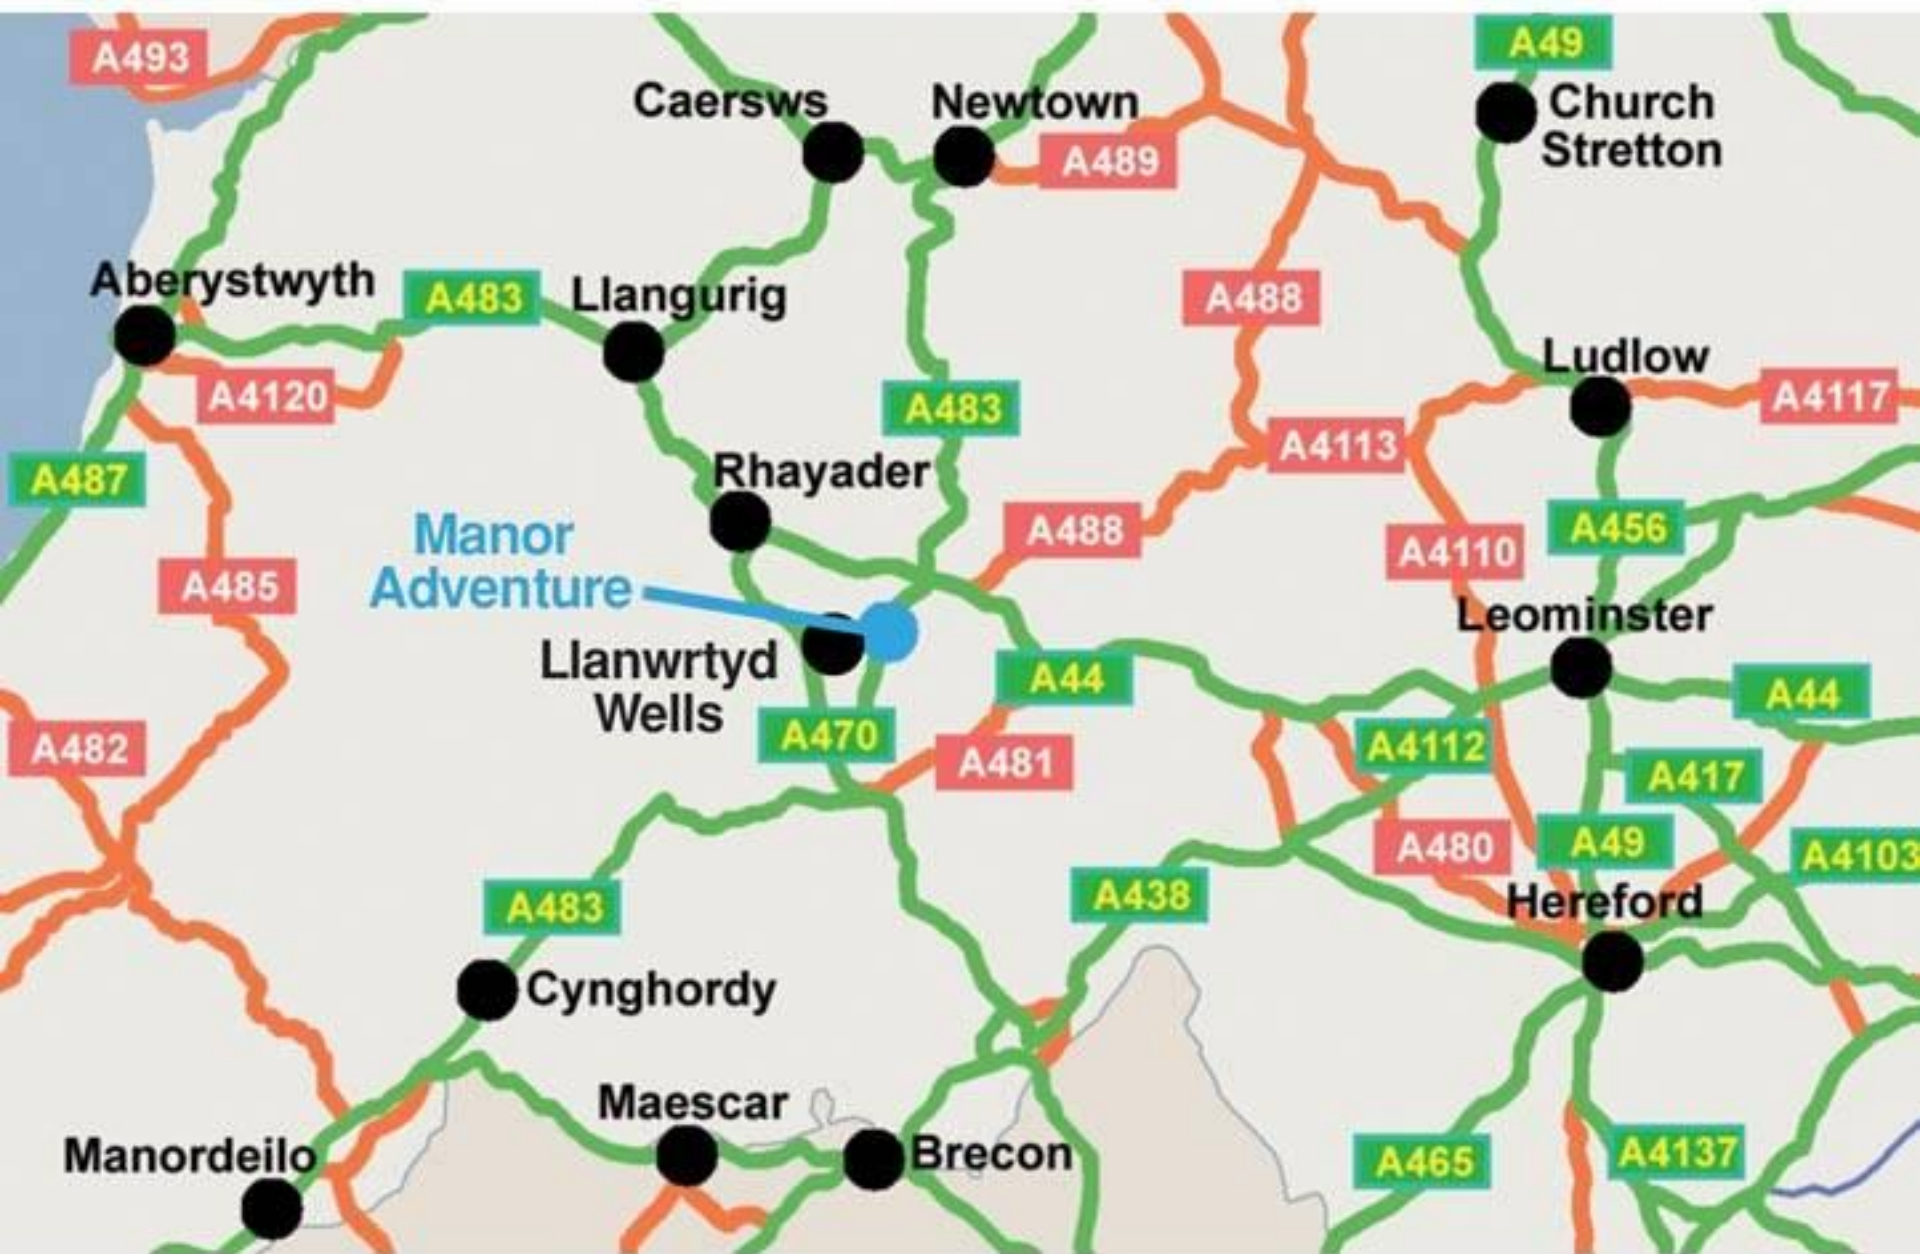 A49
A493
Caersws
Newtown
Church
Stretton
A489
Aberystwyth
A483
Llangurig
A488
Ludlow
A4120
A483
A4117
A4113
Rhayader
A487
Manor
Adventure
A488
A456
A4110
A485
Leominster
Llanwrtyd
Wells
A44
A44
A470
A4112
A482
A481
A417
A480
A49
A4103
A438
Hereford
A483
Cynghordy
Maescar
Manordeilo
Brecon
A465
A4137